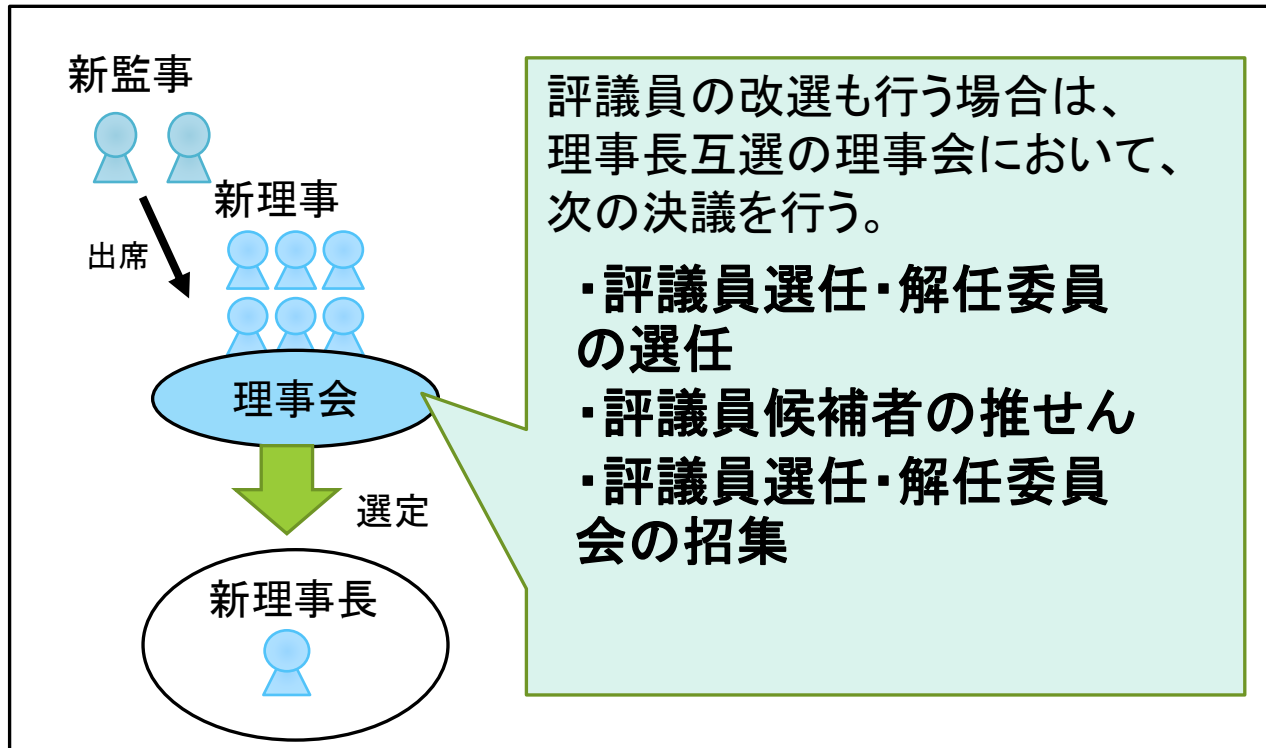 新監事
新理事
出席
理事会
選定
新理事長
評議員の改選も行う場合は、
理事長互選の理事会において、
次の決議を行う。
・評議員選任・解任委員
の選任
・評議員候補者の推せん
・評議員選任・解任委員
会の招集